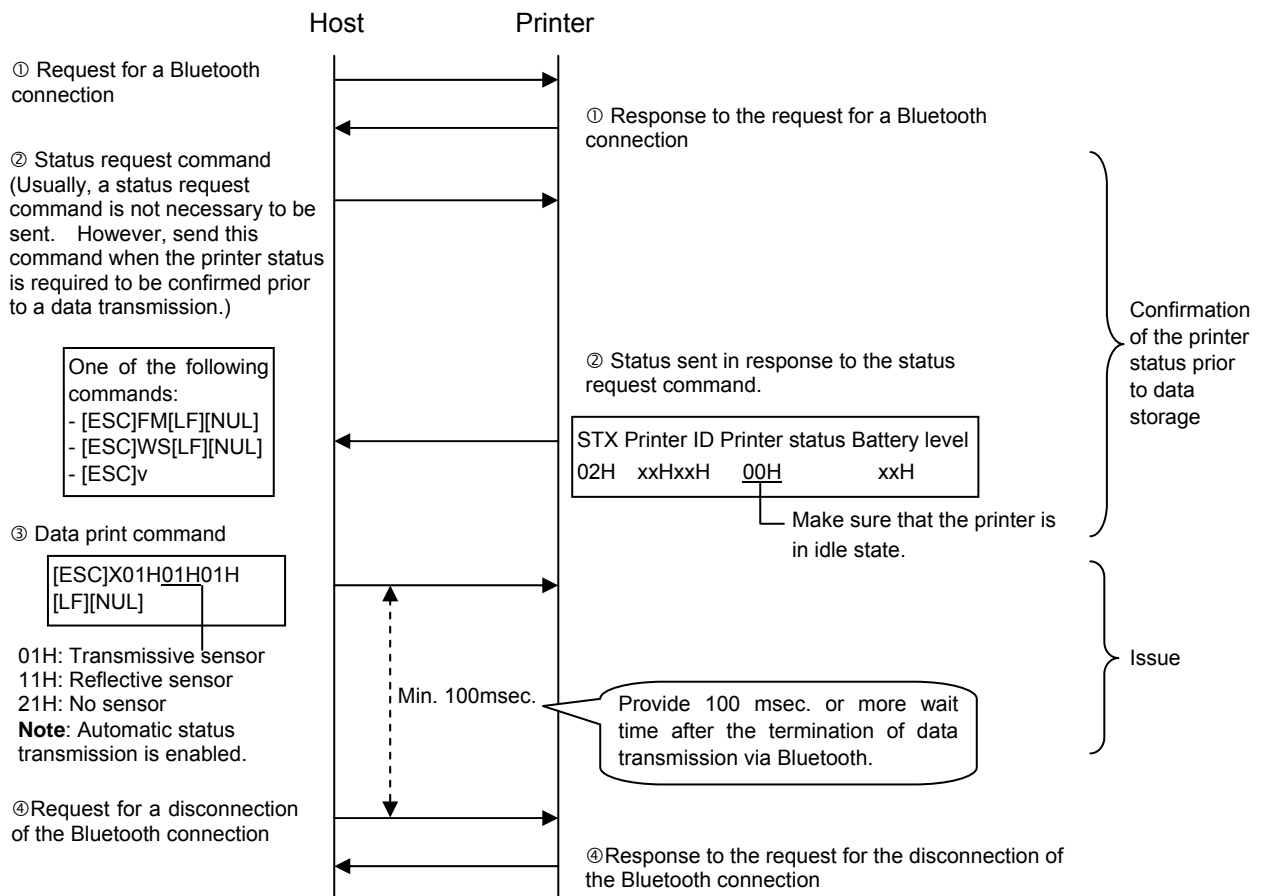 Host
Printer
① Request for a Bluetooth
connection
① Response to the request for a Bluetooth
connection
② Status request command
(Usually, a status request
command is not necessary to be
sent. However, send this
command when the printer status
is required to be confirmed prior
to a data transmission.)
One of the following
commands:
- [ESC]FM[LF][NUL]
- [ESC]WS[LF][NUL]
- [ESC]v
② Status sent in response to the status
request command.
STX Printer ID Printer status Battery level
02H xxHxxH 00H xxH
Make sure that the printer is
in idle state.
Confirmation
of the printer
status prior
to data
storage
③ Data print command
[ESC]X01H01H01H
[LF][NUL]
01H: Transmissive sensor
11H: Reflective sensor
21H: No sensor
Note: Automatic status
transmission is enabled.
Min. 100msec.
Provide 100 msec. or more wait
time after the termination of data
transmission via Bluetooth.
Issue
④Request for a disconnection
of the Bluetooth connection
④Response to the request for the disconnection of
the Bluetooth connection